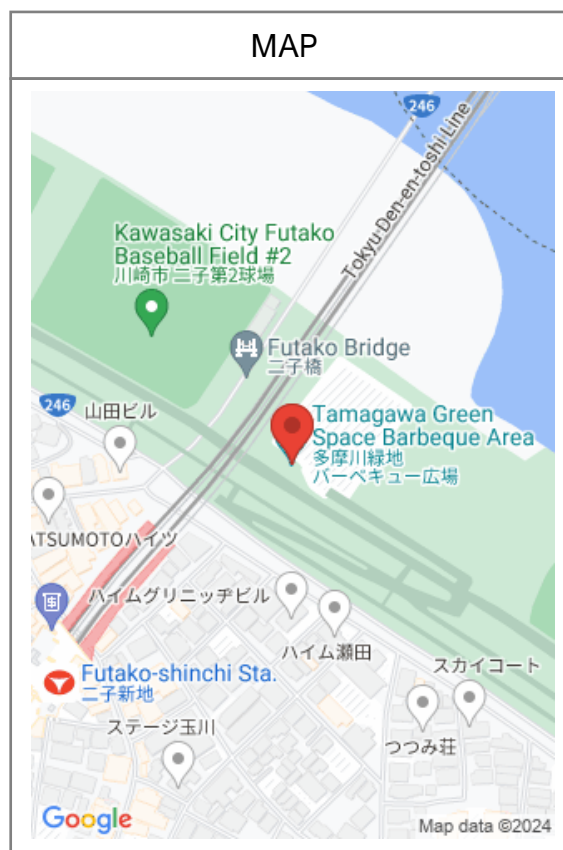 MAP
246
Tokyu Den-en-toshi Line
Kawasaki City Futako
Baseball Field #2
川崎市 二子第2球場
Futako Bridge
二子橋
246
山田ビル
Tamagawa Green
Space Barbeque Area
多摩川緑地
バーベキュー広場
ATSUMOTOハイツ
ハイムグリニッヂビル
ハイム瀬田
スカイコート
Futako-shinchi Sta.
二子新地
つつみ荘
ステージ玉川
Google
Map data ©2024